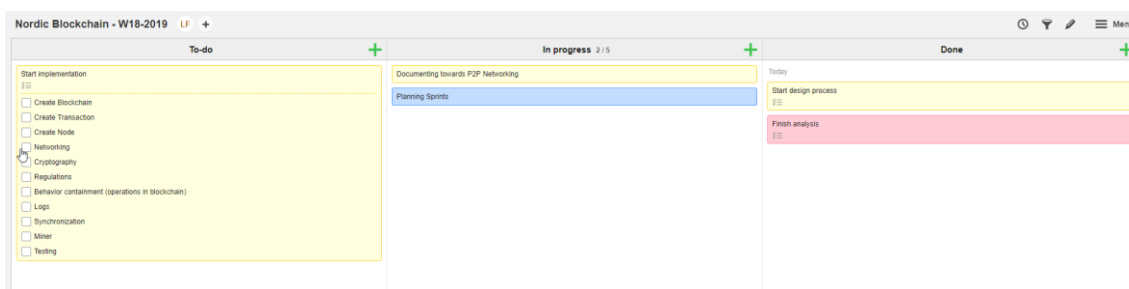 Nordic Blockchain - W18-2019 LF +
Men
To-do
In progress 2 / 5
Done
Start implementation
Create Blockchain
Create Transaction
Create Node
Networking
Cryptography
Regulations
Behavior containment (operations in blockchain)
Logs
Synchronization
Miner
Testing
Documenting towards P2P Networking
Planning Sprints
Today
Start design process
Finish analysis